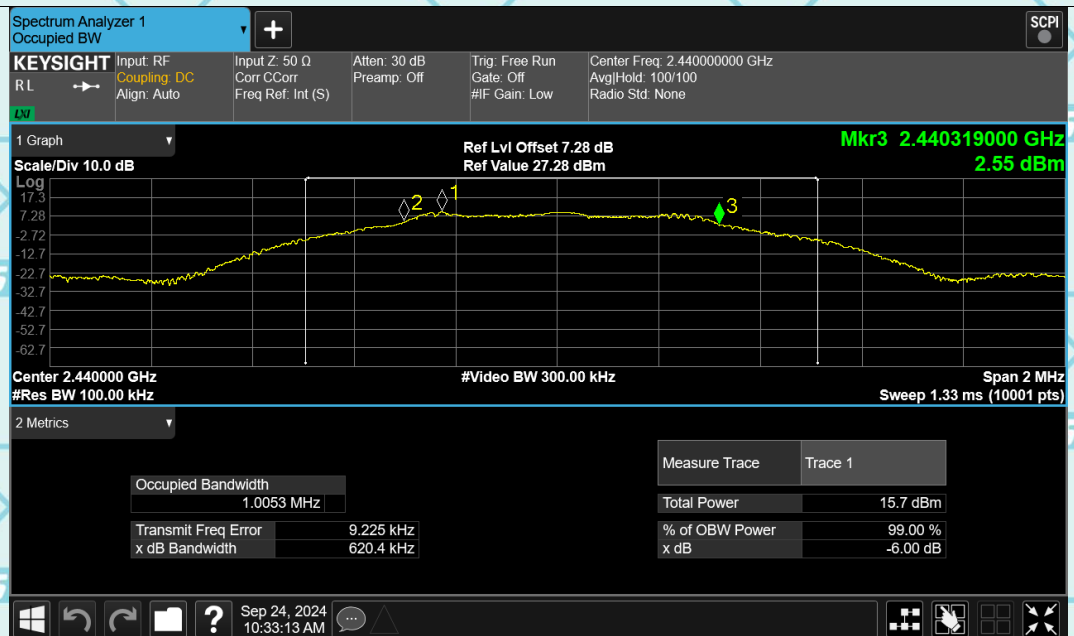 Spectrum Analyzer 1
Occupied BW
+
SCPI
KEYSIGHT
R L
LXI
Input: RF
Coupling: DC
Align: Auto
Input Z: 50 Ω
Corr CCorr
Freq Ref: Int (S)
Atten: 30 dB
Preamp: Off
Trig: Free Run
Gate: Off
#IF Gain: Low
Center Freq: 2.440000000 GHz
Avg|Hold: 100/100
Radio Std: None
1 Graph
Scale/Div 10.0 dB
Ref Lvl Offset 7.28 dB
Ref Value 27.28 dBm
Mkr3 2.440319000 GHz
2.55 dBm
Log
17.3
7.28
-2.72
-12.7
-22.7
-32.7
-42.7
-52.7
-62.7
2
1
3
Center 2.440000 GHz
#Video BW 300.00 kHz
Span 2 MHz
#Res BW 100.00 kHz
Sweep 1.33 ms (10001 pts)
2 Metrics
Occupied Bandwidth
1.0053 MHz
Transmit Freq Error 9.225 kHz
x dB Bandwidth 620.4 kHz
Measure Trace Trace 1
Total Power 15.7 dBm
% of OBW Power 99.00 %
x dB -6.00 dB
?
Sep 24, 2024
10:33:13 AM